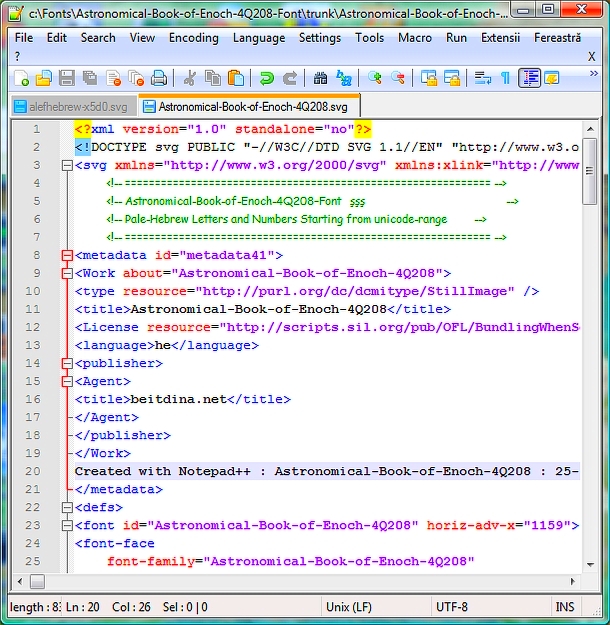 c:\Fonts\Astronomical-Book-of-Enoch-4Q208-Font\trunk\Astronomical-Book-of-Enoch-...
File Edit Search View Encoding Language Settings Tools Macro Run Extensii Fereastră
? X
alefhebrew-x5d0.svg Astronomical-Book-of-Enoch-4Q208.svg
1 <?xml version="1.0" standalone="no"?>
2 <!DOCTYPE svg PUBLIC "-//W3C//DTD SVG 1.1//EN" "http://www.w3.o
3 <svg xmlns="http://www.w3.org/2000/svg" xmlns:xlink="http://www
4 <!-- ================================================== -->
5 <!-- Astronomical-Book-of-Enoch-4Q208-Font şşş -->
6 <!-- Pale-Hebrew Letters and Numbers Starting from unicode-range -->
7 <!-- ================================================== -->
8 <metadata id="metadata41">
9 <Work about="Astronomical-Book-of-Enoch-4Q208">
10 <type resource="http://purl.org/dc/dcmitype/StillImage" />
11 <title>Astronomical-Book-of-Enoch-4Q208</title>
12 <License resource="http://scripts.sil.org/pub/OFL/BundlingWhenS
13 <language>he</language>
14 <publisher>
15 <Agent>
16 <title>beitdina.net</title>
17 </Agent>
18 </publisher>
19 </Work>
20 Created with Notepad++ : Astronomical-Book-of-Enoch-4Q208 : 25-
21 </metadata>
22 <defs>
23 <font id="Astronomical-Book-of-Enoch-4Q208" horiz-adv-x="1159">
24 <font-face
25 font-family="Astronomical-Book-of-Enoch-4Q208"
length : 83 Ln : 20 Col : 26 Sel : 0 | 0 Unix (LF) UTF-8 INS